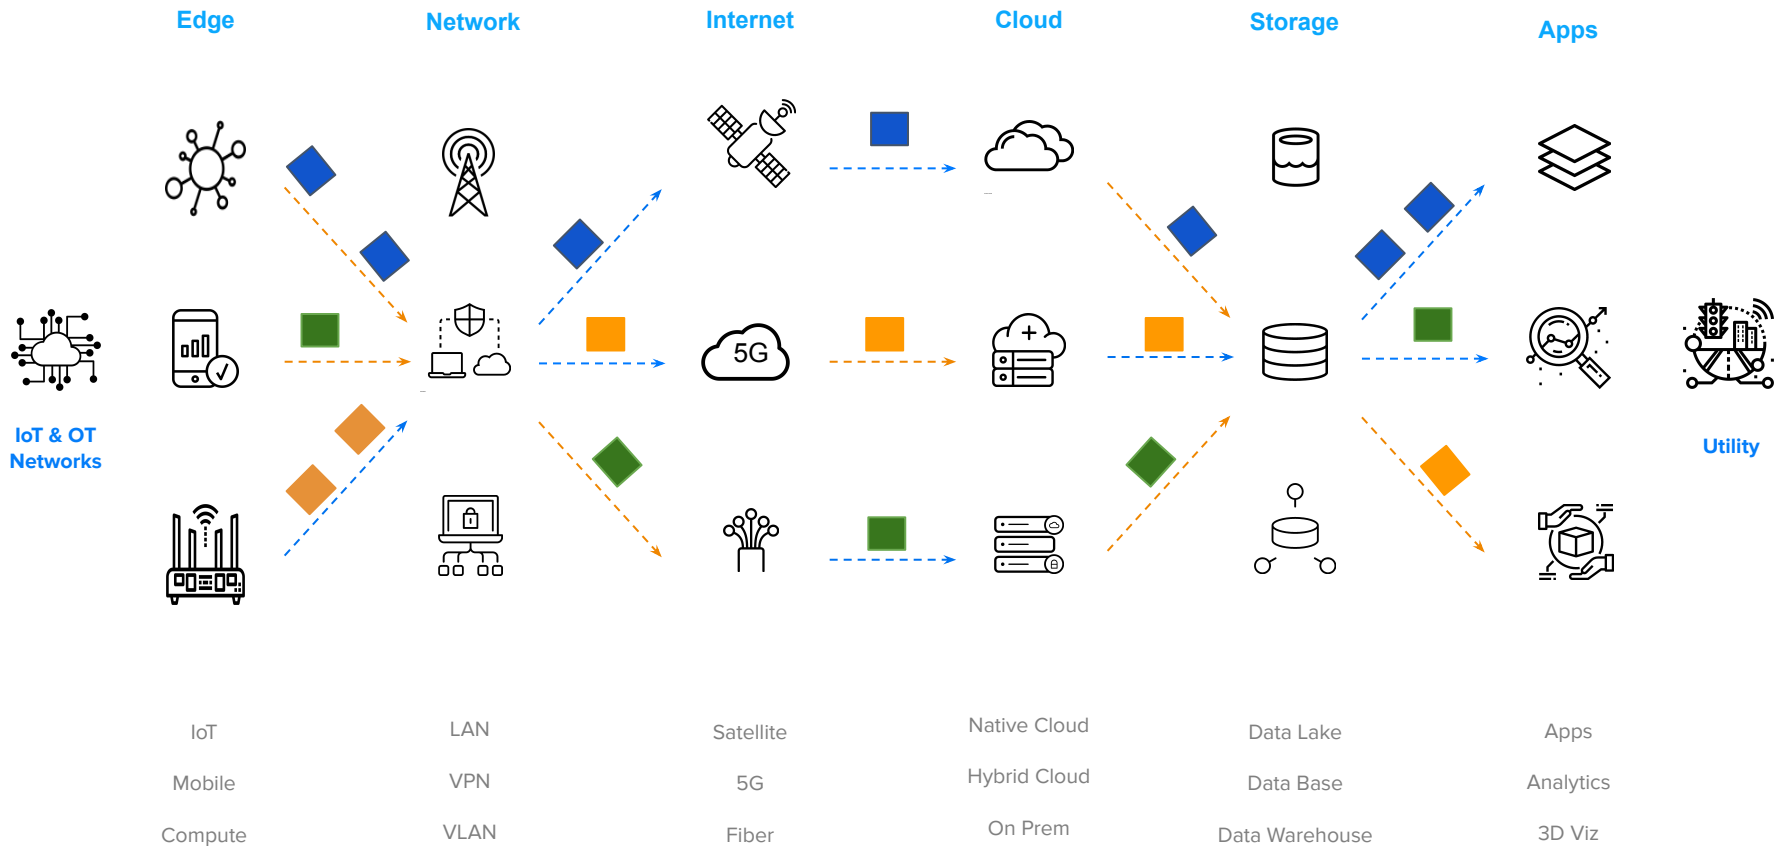 Edge
Network
Internet
Cloud
Storage
Apps
5G
IoT & OT
Networks
Utility
IoT
LAN
Satellite
Native Cloud
Data Lake
Apps
Mobile
VPN
5G
Hybrid Cloud
Data Base
Analytics
Compute
VLAN
Fiber
On Prem
Data Warehouse
3D Viz